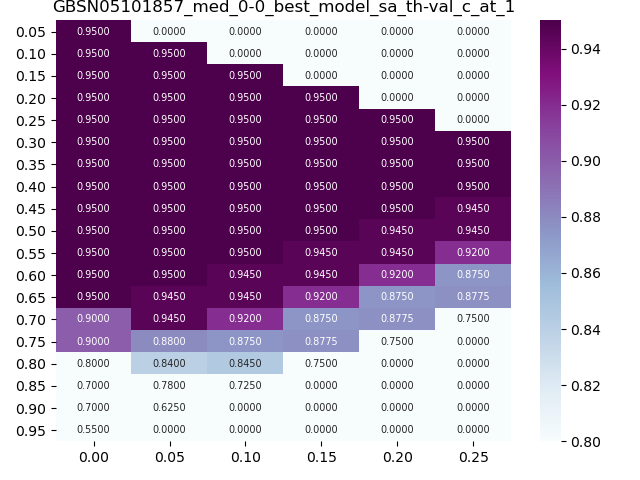 GBSN05101857_med_0-0_best_model_sa_th-val_c_at_1
0.05 0.9500 0.0000 0.0000 0.0000 0.0000 0.0000
0.10 0.9500 0.9500 0.0000 0.0000 0.0000 0.0000
0.15 0.9500 0.9500 0.9500 0.0000 0.0000 0.0000
0.20 0.9500 0.9500 0.9500 0.9500 0.0000 0.0000
0.25 0.9500 0.9500 0.9500 0.9500 0.9500 0.0000
0.30 0.9500 0.9500 0.9500 0.9500 0.9500 0.9500
0.35 0.9500 0.9500 0.9500 0.9500 0.9500 0.9500
0.40 0.9500 0.9500 0.9500 0.9500 0.9500 0.9500
0.45 0.9500 0.9500 0.9500 0.9500 0.9500 0.9450
0.50 0.9500 0.9500 0.9500 0.9500 0.9450 0.9450
0.55 0.9500 0.9500 0.9500 0.9450 0.9450 0.9200
0.60 0.9500 0.9500 0.9450 0.9450 0.9200 0.8750
0.65 0.9500 0.9450 0.9450 0.9200 0.8750 0.8775
0.70 0.9000 0.9450 0.9200 0.8750 0.8775 0.7500
0.75 0.9000 0.8800 0.8750 0.8775 0.7500 0.0000
0.80 0.8000 0.8400 0.8450 0.7500 0.0000 0.0000
0.85 0.7000 0.7800 0.7250 0.0000 0.0000 0.0000
0.90 0.7000 0.6250 0.0000 0.0000 0.0000 0.0000
0.95 0.5500 0.0000 0.0000 0.0000 0.0000 0.0000
0.00 0.05 0.10 0.15 0.20 0.25
0.94
0.92
0.90
0.88
0.86
0.84
0.82
0.80